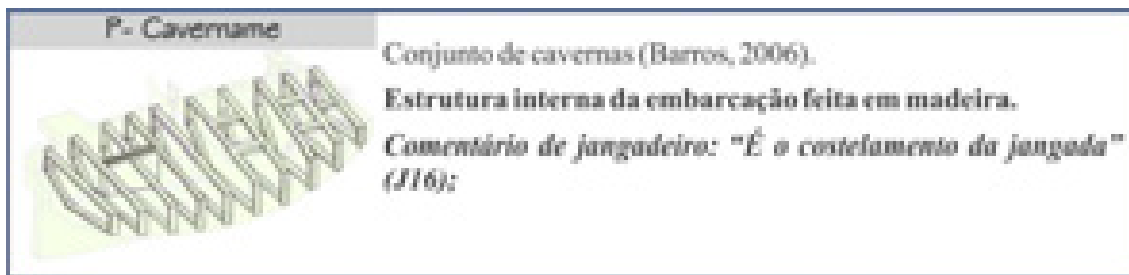 P- Cavername
Conjunto de cavernas (Barros, 2006).
Estrutura interna da embarcação feita em madeira.
Comentário de jangadeiro: “É o costelamento da jangada”
(J16);